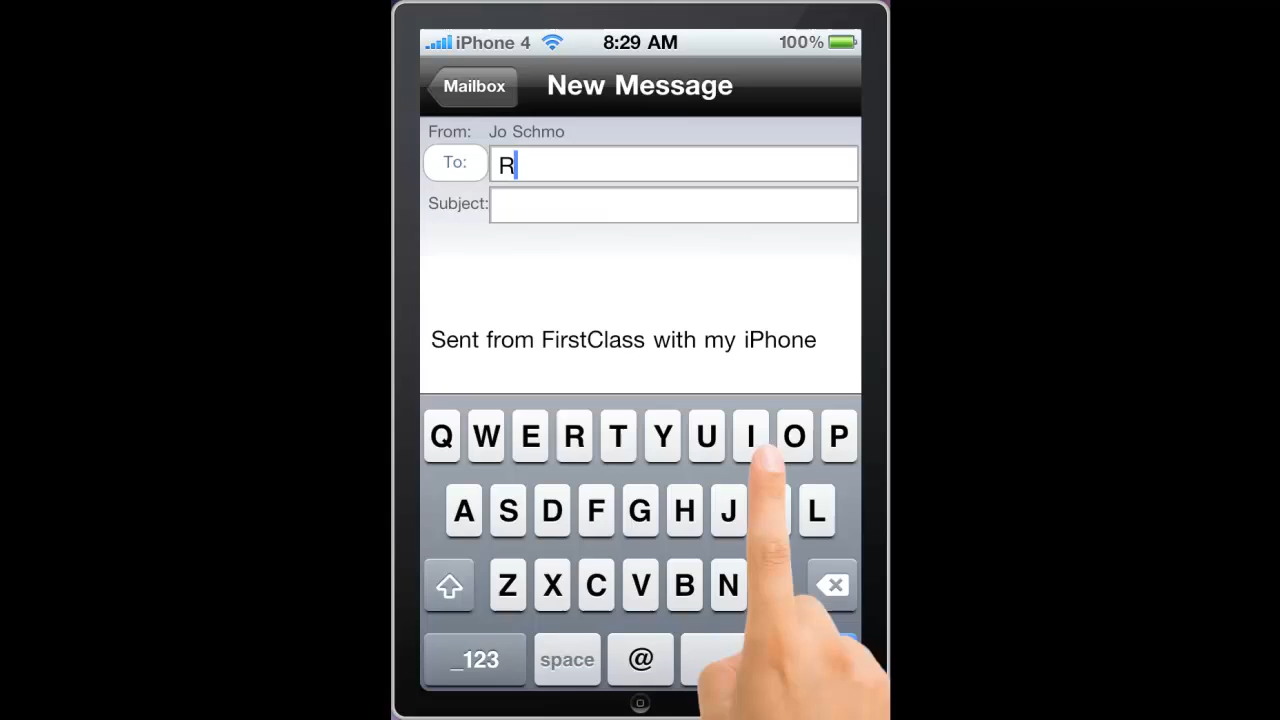 iPhone 4 8:29 AM 100%
Mailbox New Message
From: Jo Schmo
To: R
Subject:
Sent from FirstClass with my iPhone
Q W E R T Y U I O P
A S D F G H J L
Z X C V B N
_123 space @